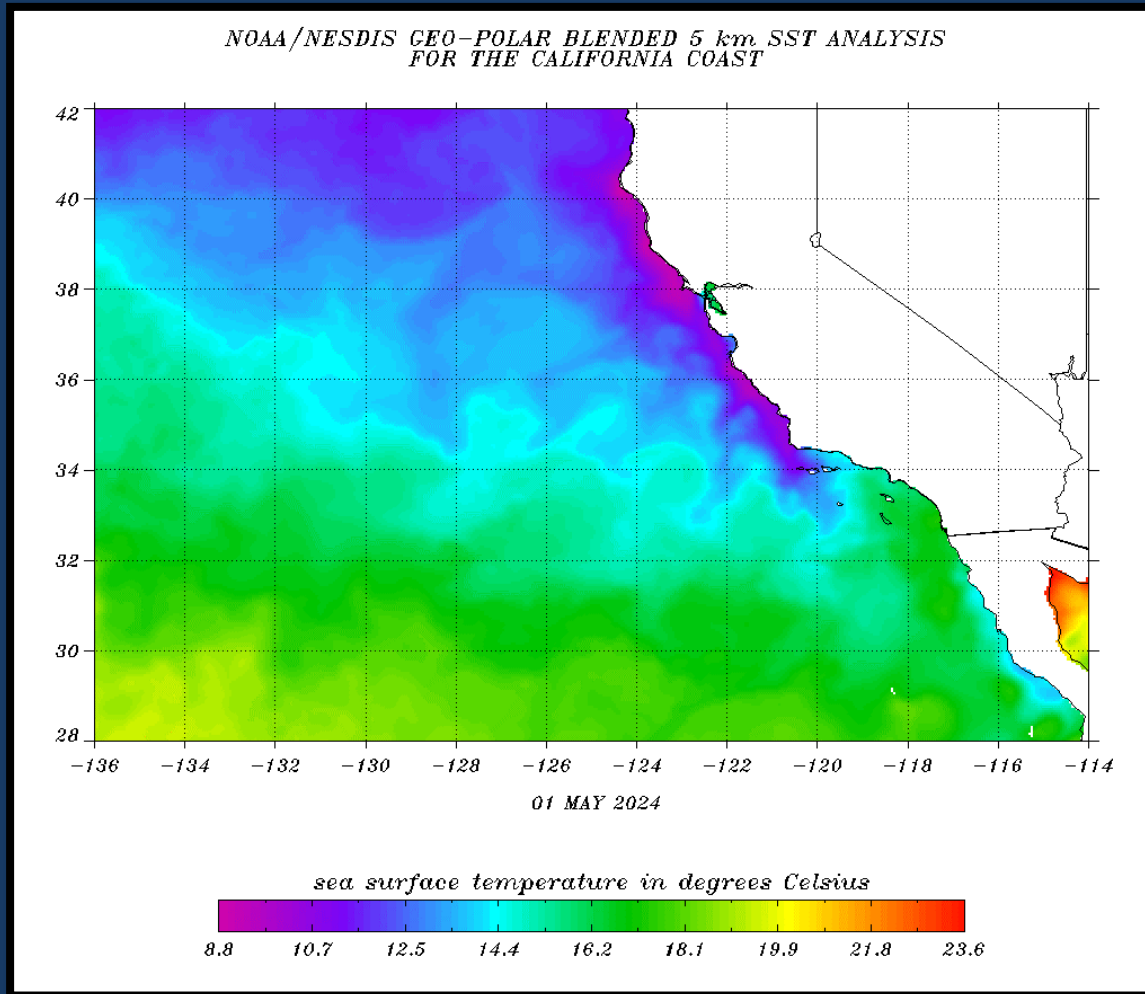 NOAA/NESDIS GEO-POLAR BLENDED 5 km SST ANALYSIS
FOR THE CALIFORNIA COAST
42
40
38
36
34
32
30
28
-136 -134 -132 -130 -128 -126 -124 -122 -120 -118 -116 -114
01 MAY 2024
sea surface temperature in degrees Celsius
8.8 10.7 12.5 14.4 16.2 18.1 19.9 21.8 23.6